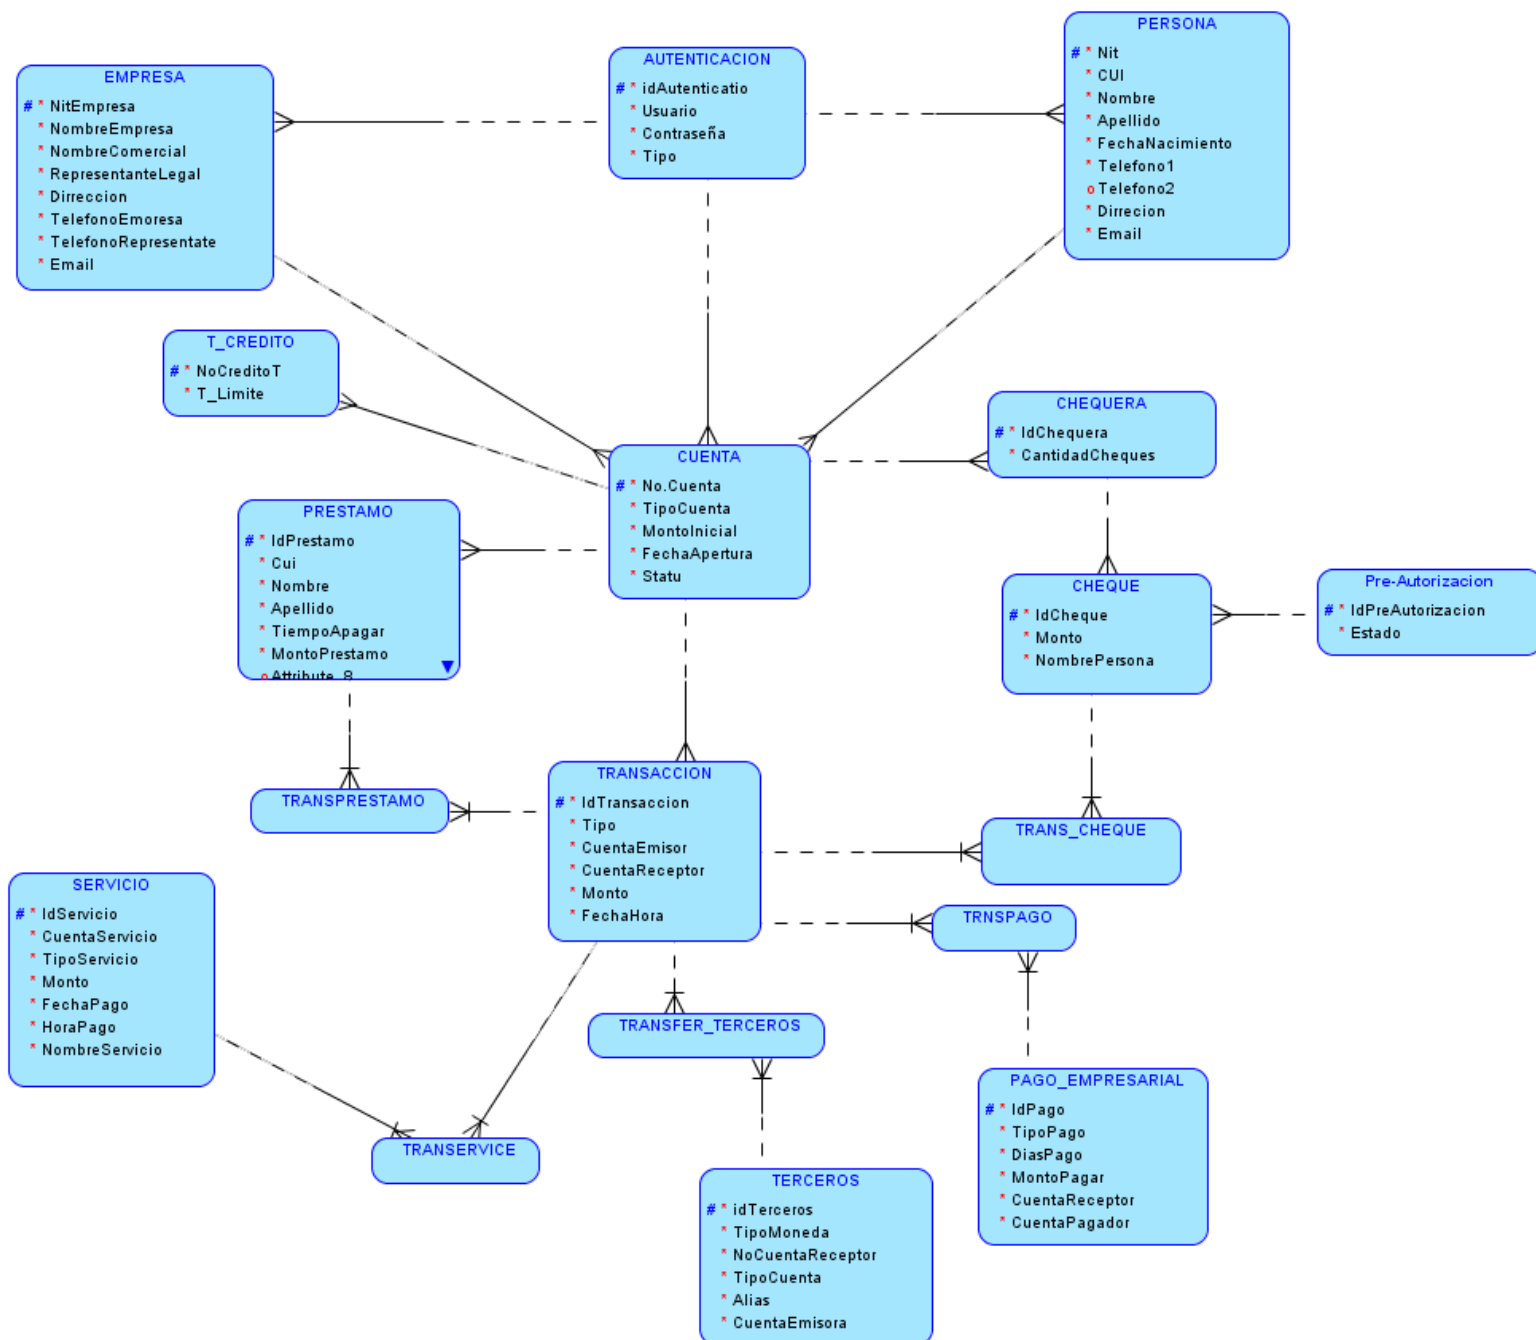 EMPRESA
# * NitEmpresa
* NombreEmpresa
* NombreComercial
* RepresentanteLegal
* Dirreccion
* TelefonoEmoresa
* TelefonoRepresentate
* Email
AUTENTICACION
# * idAutenticatio
* Usuario
* Contraseña
* Tipo
PERSONA
# * Nit
* CUI
* Nombre
* Apellido
* FechaNacimiento
* Telefono1
o Telefono2
* Dirrecion
* Email
T_CREDITO
# * NoCreditoT
* T_Limite
CUENTA
# * No.Cuenta
* TipoCuenta
* MontoInicial
* FechaApertura
* Statu
CHEQUERA
# * IdChequera
* CantidadCheques
PRESTAMO
# * IdPrestamo
* Cui
* Nombre
* Apellido
* TiempoApagar
* MontoPrestamo
o Attribute_8
CHEQUE
# * IdCheque
* Monto
* NombrePersona
Pre-Autorizacion
# * IdPreAutorizacion
* Estado
TRANSPRESTAMO
TRANSACCION
# * IdTransaccion
* Tipo
* CuentaEmisor
* CuentaReceptor
* Monto
* FechaHora
TRANS_CHEQUE
SERVICIO
# * IdServicio
* CuentaServicio
* TipoServicio
* Monto
* FechaPago
* HoraPago
* NombreServicio
TRNSPAGO
TRANSFER_TERCEROS
TRANSERVICE
PAGO_EMPRESARIAL
# * IdPago
* TipoPago
* DiasPago
* MontoPagar
* CuentaReceptor
* CuentaPagador
TERCEROS
# * idTerceros
* TipoMoneda
* NoCuentaReceptor
* TipoCuenta
* Alias
* CuentaEmisora